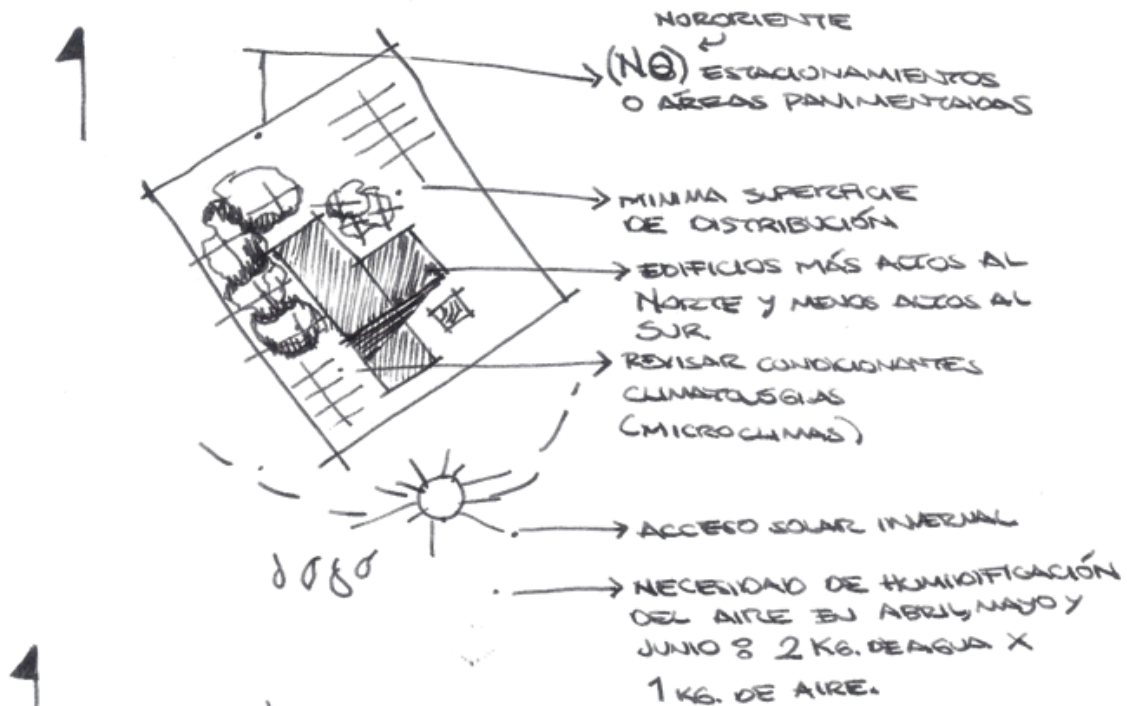 NORORIENTE
(NO) ESTACIONAMIENTOS
O ÁREAS PAVIMENTADAS
MINIMA SUPERFICIE
DE DISTRIBUCIÓN
EDIFICIOS MÁS ALTOS AL
NORTE Y MENOS ALTOS AL
SUR.
REVISAR CONDICIONANTES
CLIMATOLÓGICAS
(MICROCLIMAS)
ACCESO SOLAR INVERNAL
NECESIDAD DE HUMIDIFICACIÓN
DEL AIRE EN ABRIL, MAYO Y
JUNIO : 2 KG. DE AGUA X
1 KG. DE AIRE.